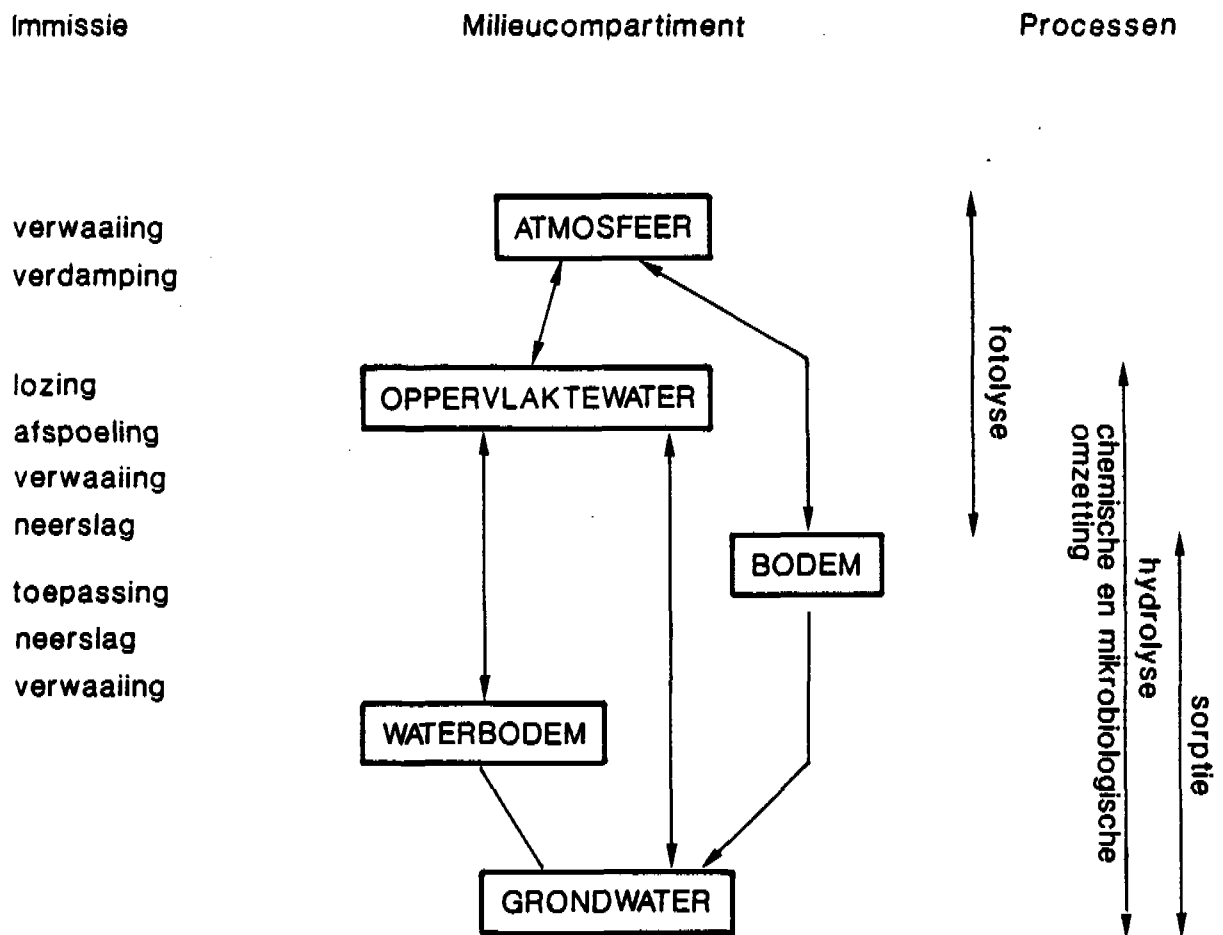 Immissie Milieucompartiment Processen
verwaaiing
verdamping
ATMOSFEER
lozing
afspoeling
verwaaiing
neerslag
OPPERVLAKTEWATER
fotolyse
toepassing
neerslag
verwaaiing
BODEM
WATERBODEM
GRONDWATER
chemische en mikrobiologische
omzetting
hydrolyse
sorptie